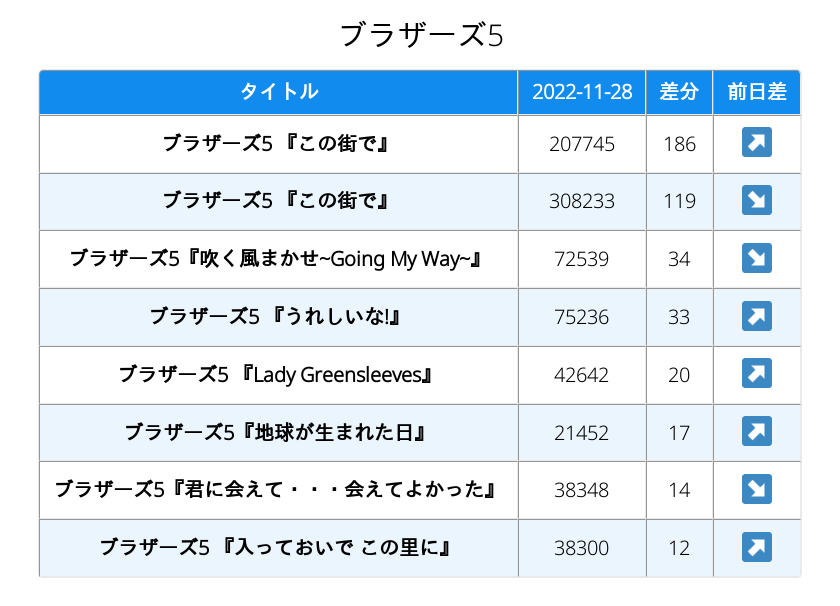 ブラザーズ5
タイトル 2022-11-28 差分 前日差
ブラザーズ5 『この街で』 207745 186 ↗
ブラザーズ5 『この街で』 308233 119 ↘
ブラザーズ5『吹く風まかせ~Going My Way~』 72539 34 ↘
ブラザーズ5 『うれしいな!』 75236 33 ↗
ブラザーズ5 『Lady Greensleeves』 42642 20 ↗
ブラザーズ5『地球が生まれた日』 21452 17 ↗
ブラザーズ5『君に会えて・・・会えてよかった』 38348 14 ↘
ブラザーズ5 『入っておいで この里に』 38300 12 ↗